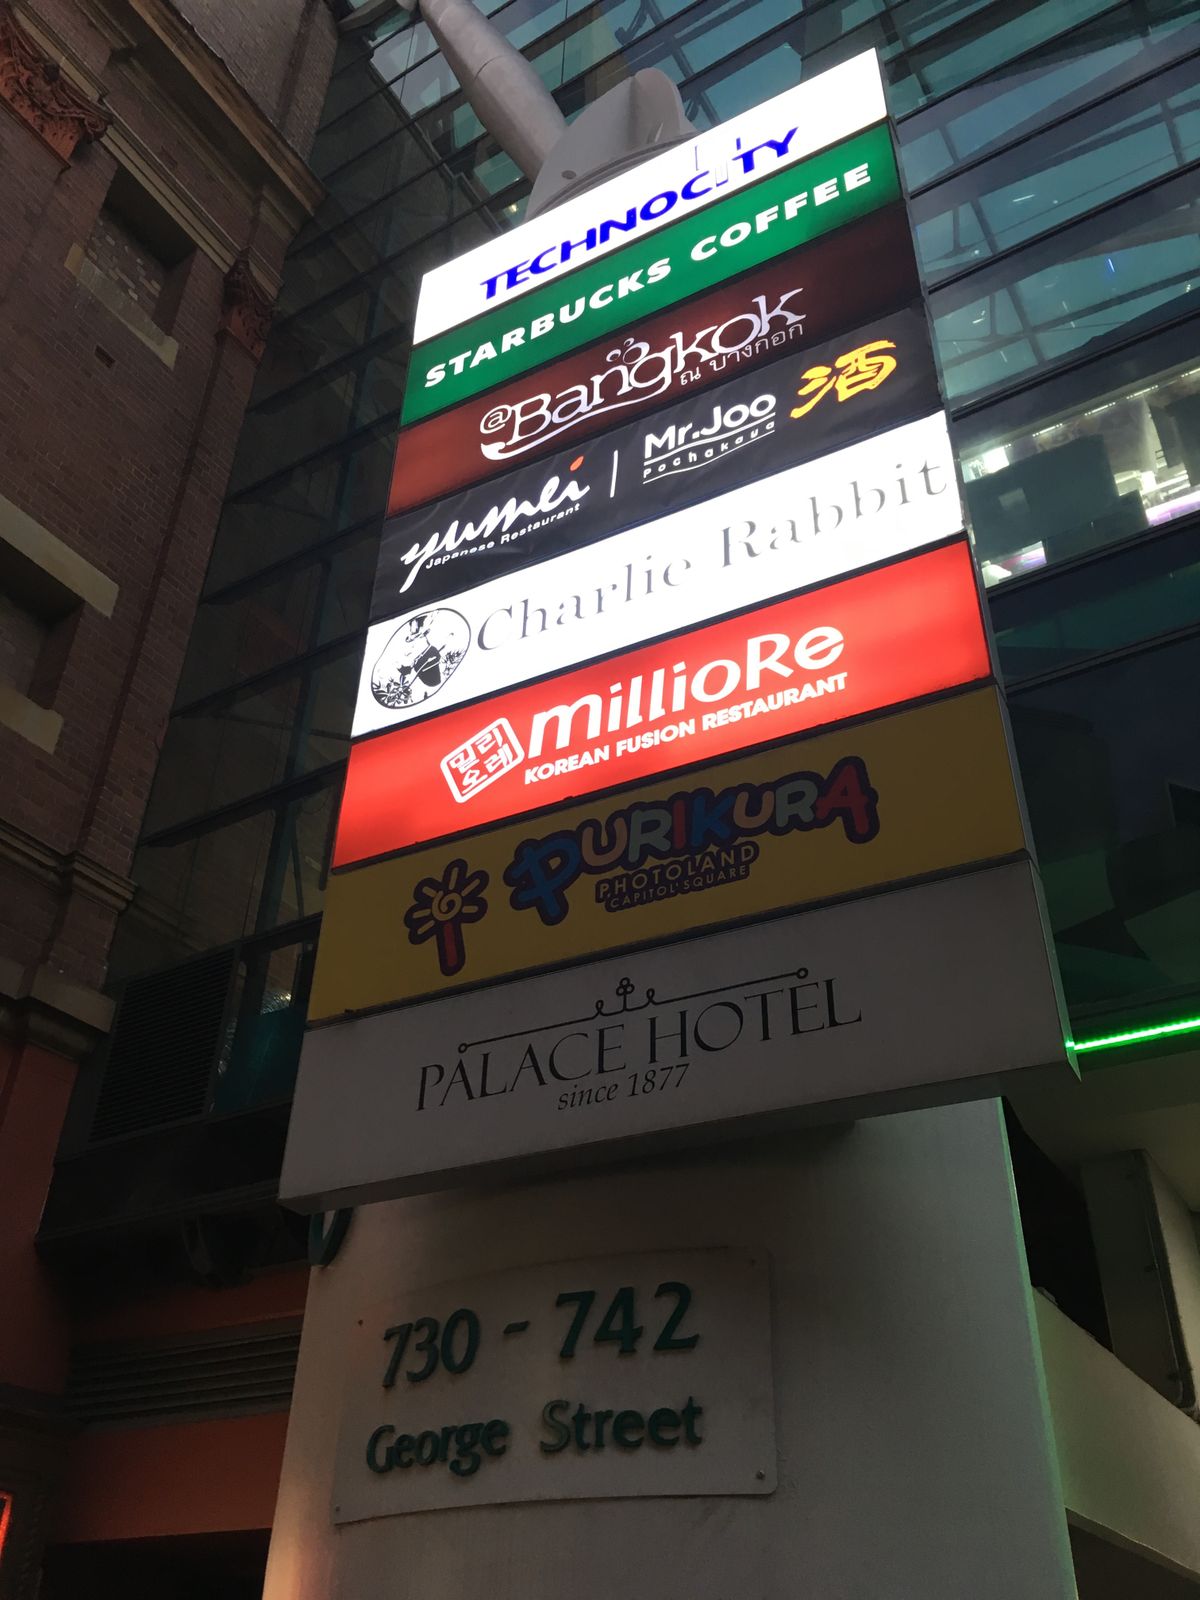 TECHNOCITY
STARBUCKS COFFEE
@Bangkok
ณ บางกอก
yumei
Japanese Restaurant
Mr.Joo
Pochakaya
酒
Charlie Rabbit
밀리
오레
millioRe
KOREAN FUSION RESTAURANT
PURIKURA
PHOTOLAND
CAPITOL SQUARE
PALACE HOTEL
since 1877
730 - 742
George Street